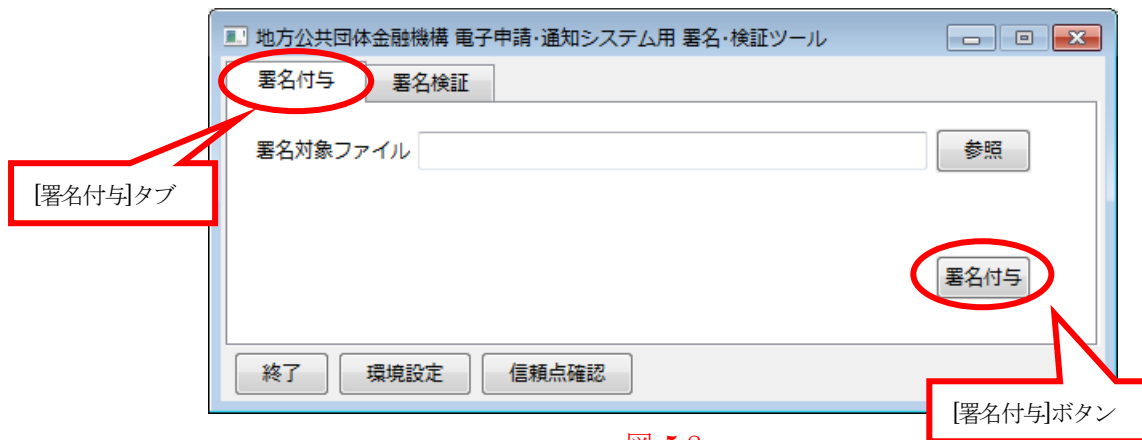 地方公共団体金融機構 電子申請・通知システム用 署名・検証ツール
署名付与
署名検証
署名対象ファイル
参照
[署名付与]タブ
署名付与
終了
環境設定
信頼点確認
[署名付与]ボタン